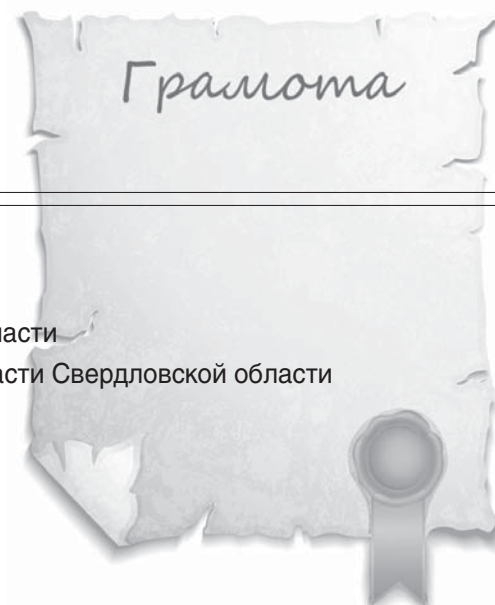 Грамота
ласти
асти Свердловской области